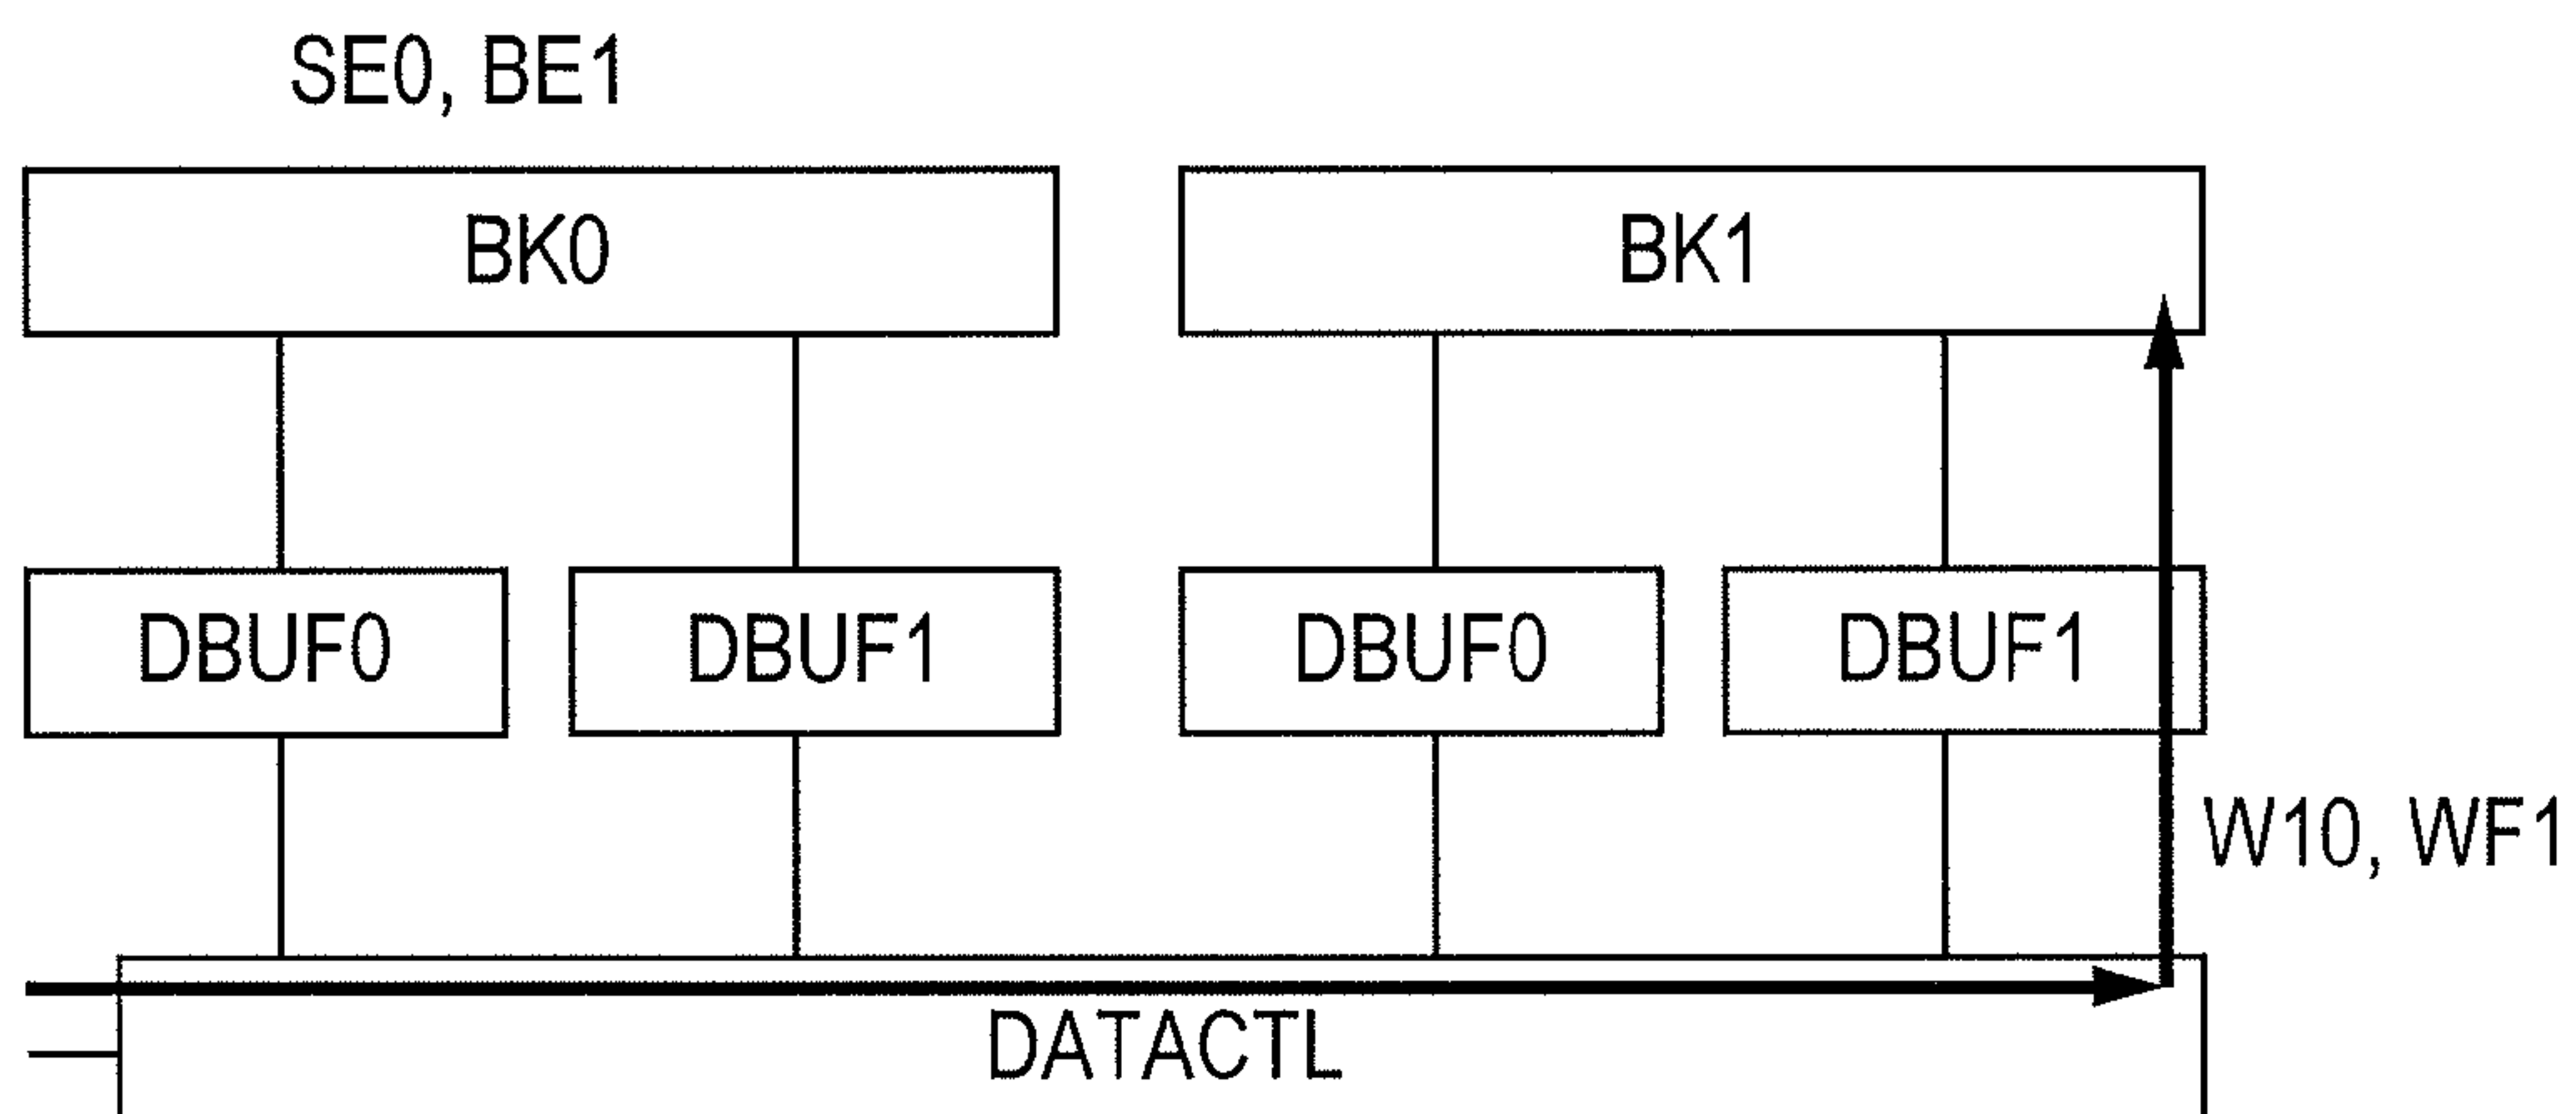 SE0, BE1
BK0 BK1
DBUF0 DBUF1 DBUF0 DBUF1
W10, WF1
DATACTL